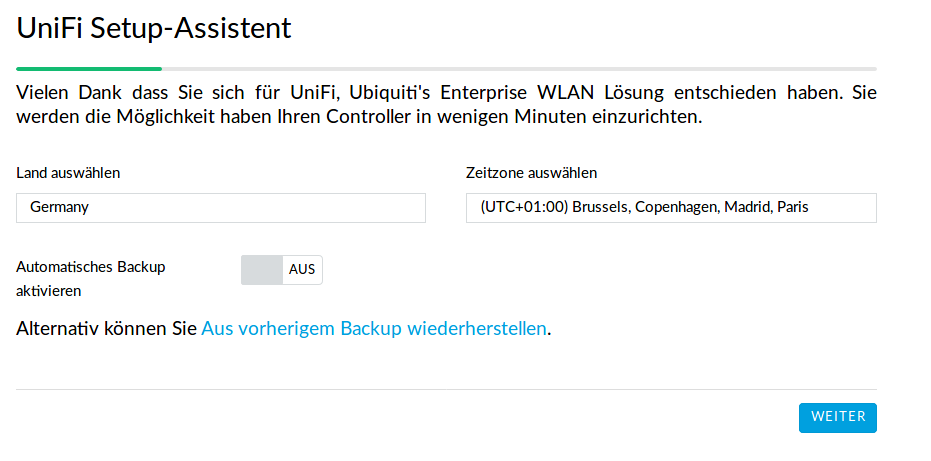 UniFi Setup-Assistent
Vielen Dank dass Sie sich für UniFi, Ubiquiti's Enterprise WLAN Lösung entschieden haben. Sie
werden die Möglichkeit haben Ihren Controller in wenigen Minuten einzurichten.
Land auswählen
Germany
Zeitzone auswählen
(UTC+01:00) Brussels, Copenhagen, Madrid, Paris
Automatisches Backup
aktivieren
AUS
Alternativ können Sie Aus vorherigem Backup wiederherstellen.
WEITER